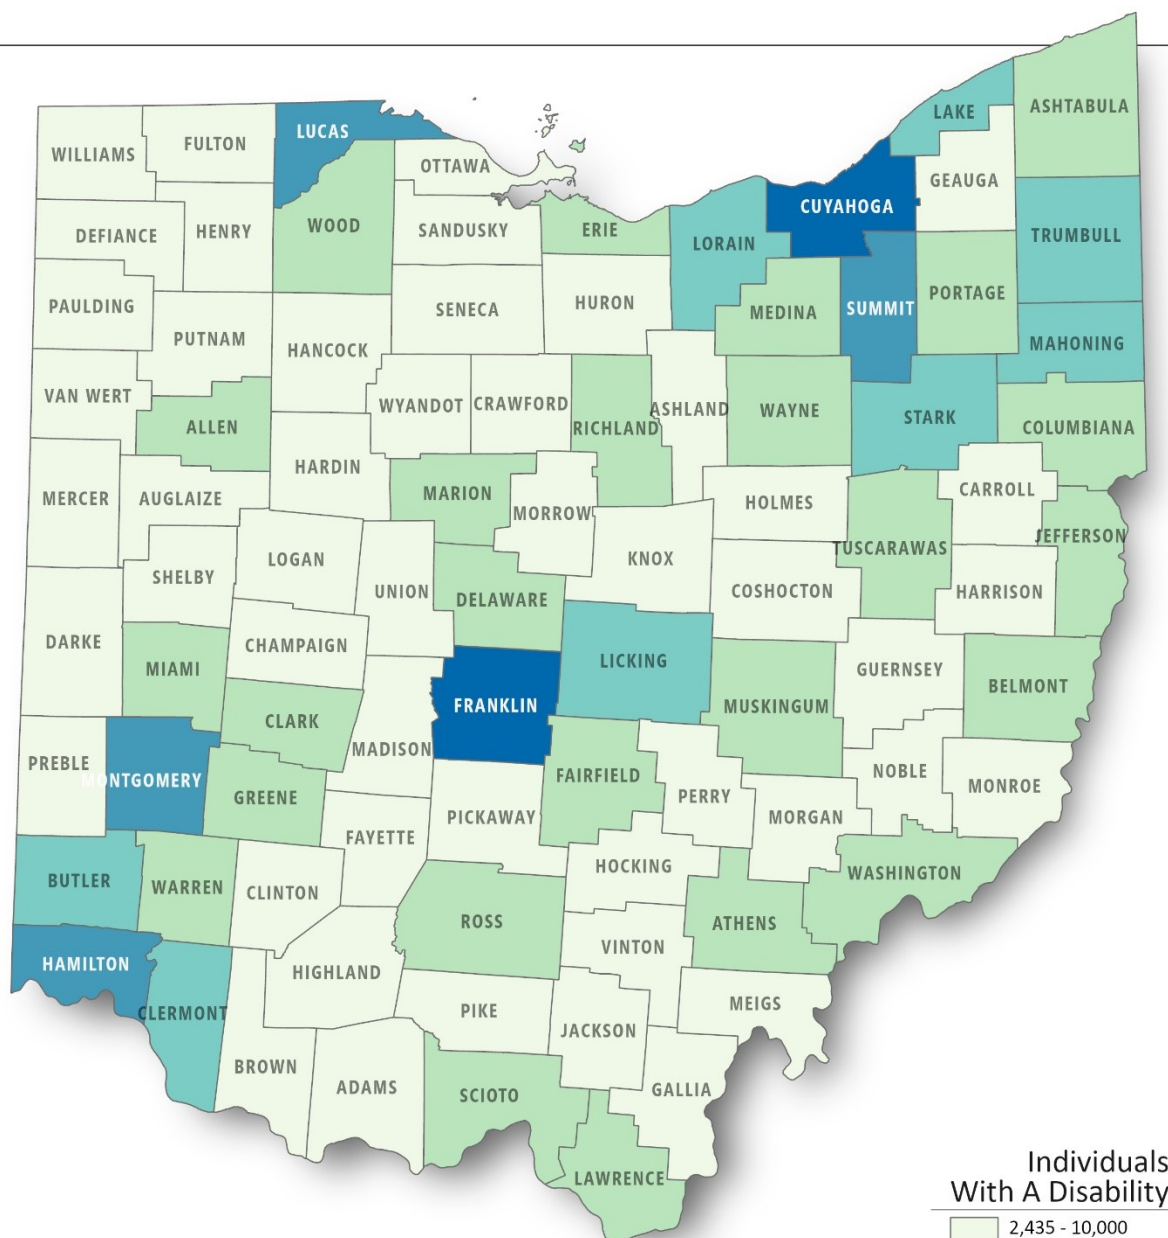 ASHTABULA
LAKE
LUCAS
FULTON
WILLIAMS
OTTAWA
GEAUGA
CUYAHOGA
WOOD
ERIE
SANDUSKY
HENRY
DEFIANCE
LORAIN
TRUMBULL
PORTAGE
PAULDING
HURON
SENECA
SUMMIT
MEDINA
PUTNAM
MAHONING
HANCOCK
VAN WERT
WYANDOT
CRAWFORD
ASHLAND
WAYNE
STARK
ALLEN
RICHLAND
COLUMBIANA
HARDIN
MARION
CARROLL
MERCER
AUGLAIZE
HOLMES
MORROW
JEFFERSON
TUSCARAWAS
LOGAN
KNOX
SHELBY
UNION
COSHOCTON
HARRISON
DELAWARE
DARKE
CHAMPAIGN
LICKING
MIAMI
GUERNSEY
BELMONT
FRANKLIN
MUSKINGUM
CLARK
MADISON
PREBLE
MONTGOMERY
FAIRFIELD
NOBLE
MONROE
GREENE
PERRY
PICKAWAY
MORGAN
FAYETTE
HOCKING
WASHINGTON
BUTLER
WARREN
CLINTON
ROSS
ATHENS
VINTON
HAMILTON
HIGHLAND
MEIGS
CLERMONT
PIKE
JACKSON
BROWN
ADAMS
SCIOTO
GALLIA
LAWRENCE
Individuals
With A Disability
2,435 - 10,000